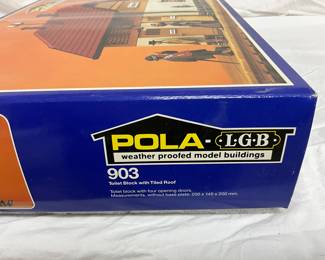 POLA-L·G·B
weather proofed model buildings
903
Toilet Block with Tiled Roof
Toilet block with four opening doors.
Measurements, without base plate: 200 x 145 x 200 mm.